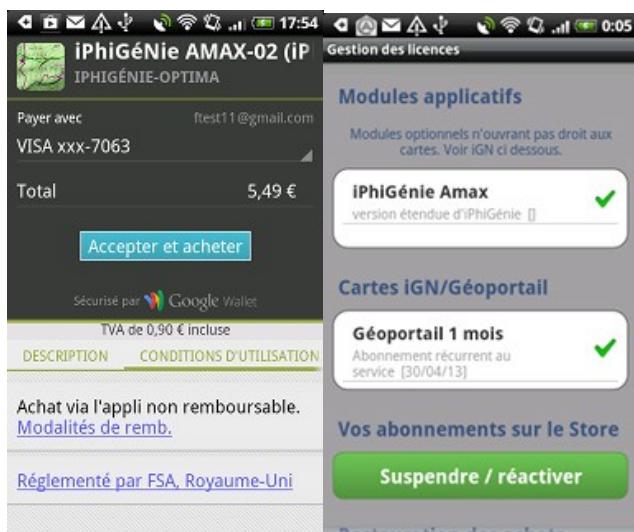 17:54
iPhiGéNie AMAX-02 (iP
IPHIGÉNIE-OPTIMA
Payer avec
ftest11@gmail.com
VISA xxx-7063
Total
5,49 €
Accepter et acheter
Sécurisé par Google Wallet
TVA de 0,90 € incluse
DESCRIPTION
CONDITIONS D'UTILISATION
Achat via l'appli non remboursable.
Modalités de remb.
Réglementé par FSA, Royaume-Uni
0:05
Gestion des licences
Modules applicatifs
Modules optionnels n'ouvrant pas droit aux
cartes. Voir iGN ci dessous.
iPhiGénie Amax
version étendue d'iPhiGénie []
Cartes iGN/Géoportail
Géoportail 1 mois
Abonnement récurrent au
service [30/04/13]
Vos abonnements sur le Store
Suspendre / réactiver